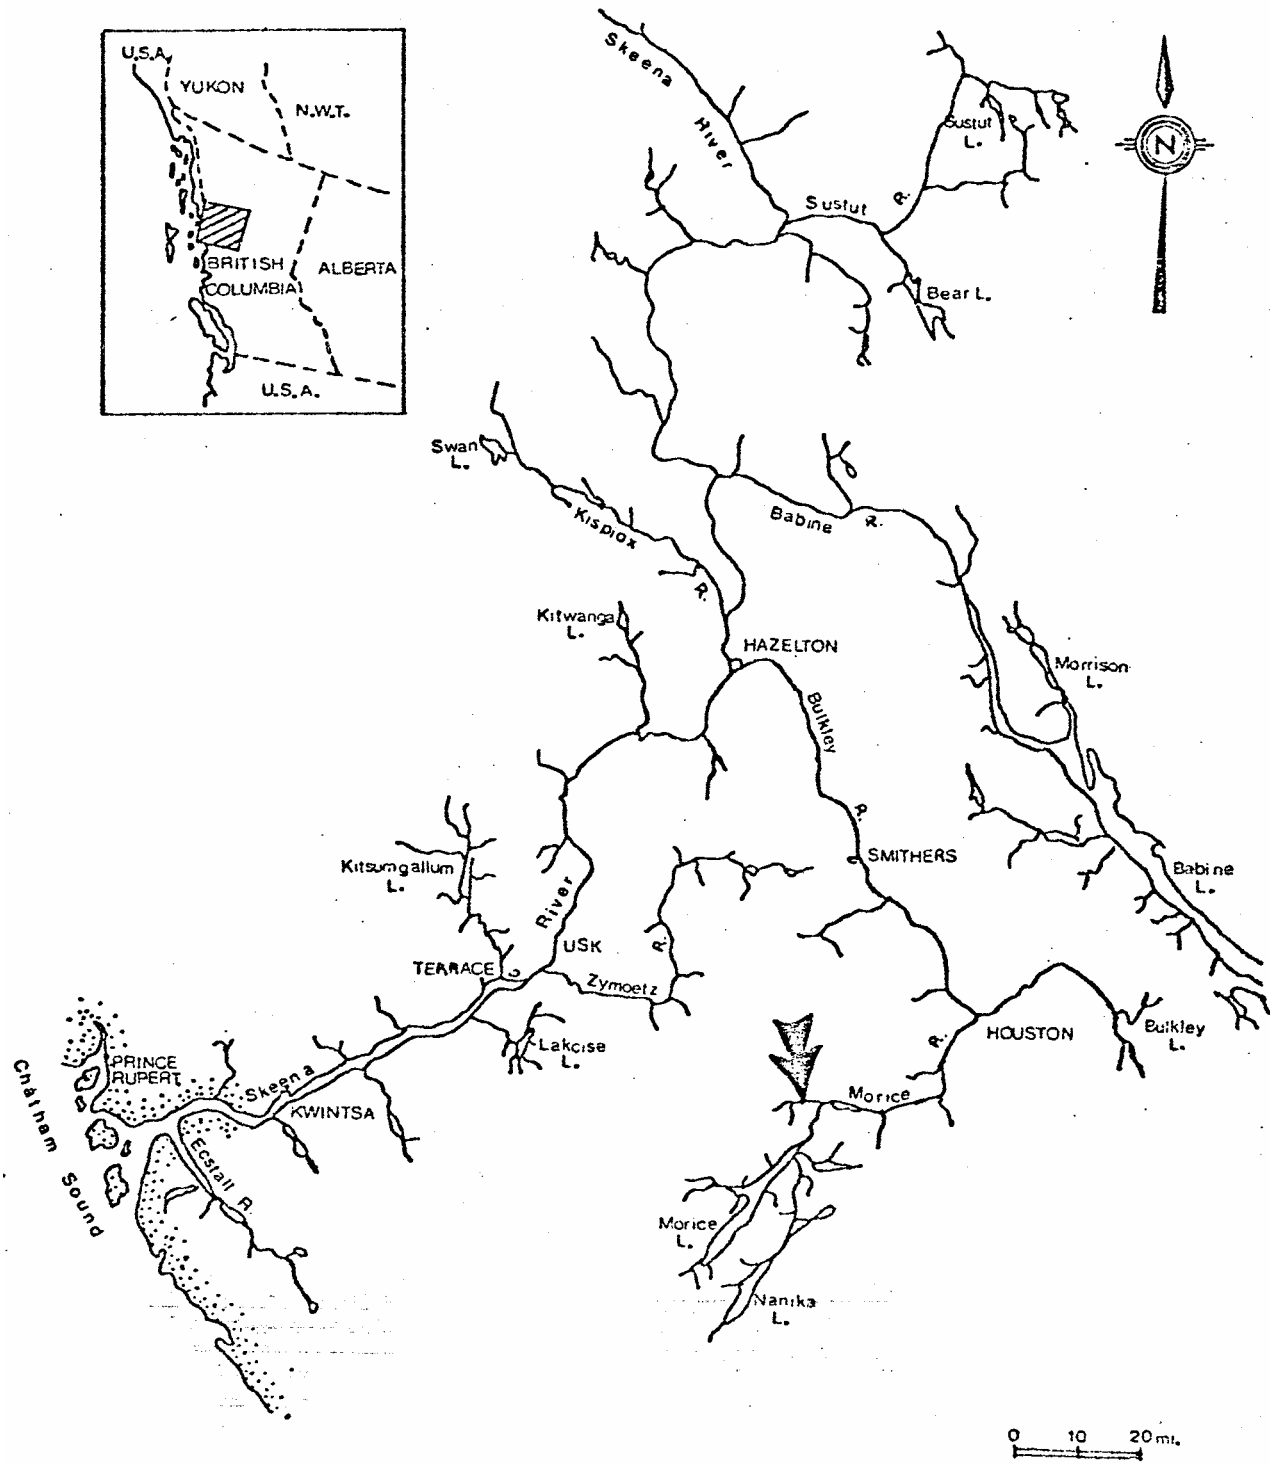 U.S.A.
YUKON
N.W.T.
BRITISH
COLUMBIA
ALBERTA
U.S.A.
Skeena
River
Sustut
L.
N
Sustut
R.
Bear L.
Swan
L.
Kispiox
R.
Babine
R.
Kitwanga
L.
HAZELTON
Morrison
L.
Bulkley
R.
SMITHERS
Kitsumgallum
L.
River
USK
R.
Babine
L.
TERRACE
Zymoetz
Lakelse
L.
HOUSTON
Bulkley
L.
R.
Morice
PRINCE
RUPERT
Skeena
KWINTSA
Chatham Sound
Ecstall R.
Morice
L.
Nanika
L.
0 10 20 mi.